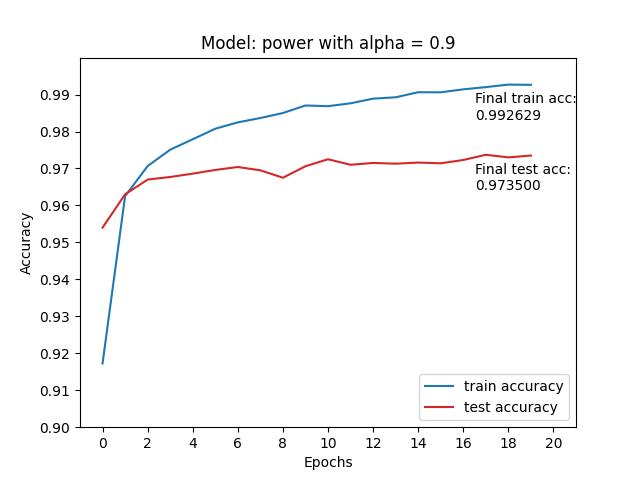 Model: power with alpha = 0.9
Accuracy
0.99
0.98
0.97
0.96
0.95
0.94
0.93
0.92
0.91
0.90
Final train acc:
0.992629
Final test acc:
0.973500
train accuracy
test accuracy
0 2 4 6 8 10 12 14 16 18 20
Epochs